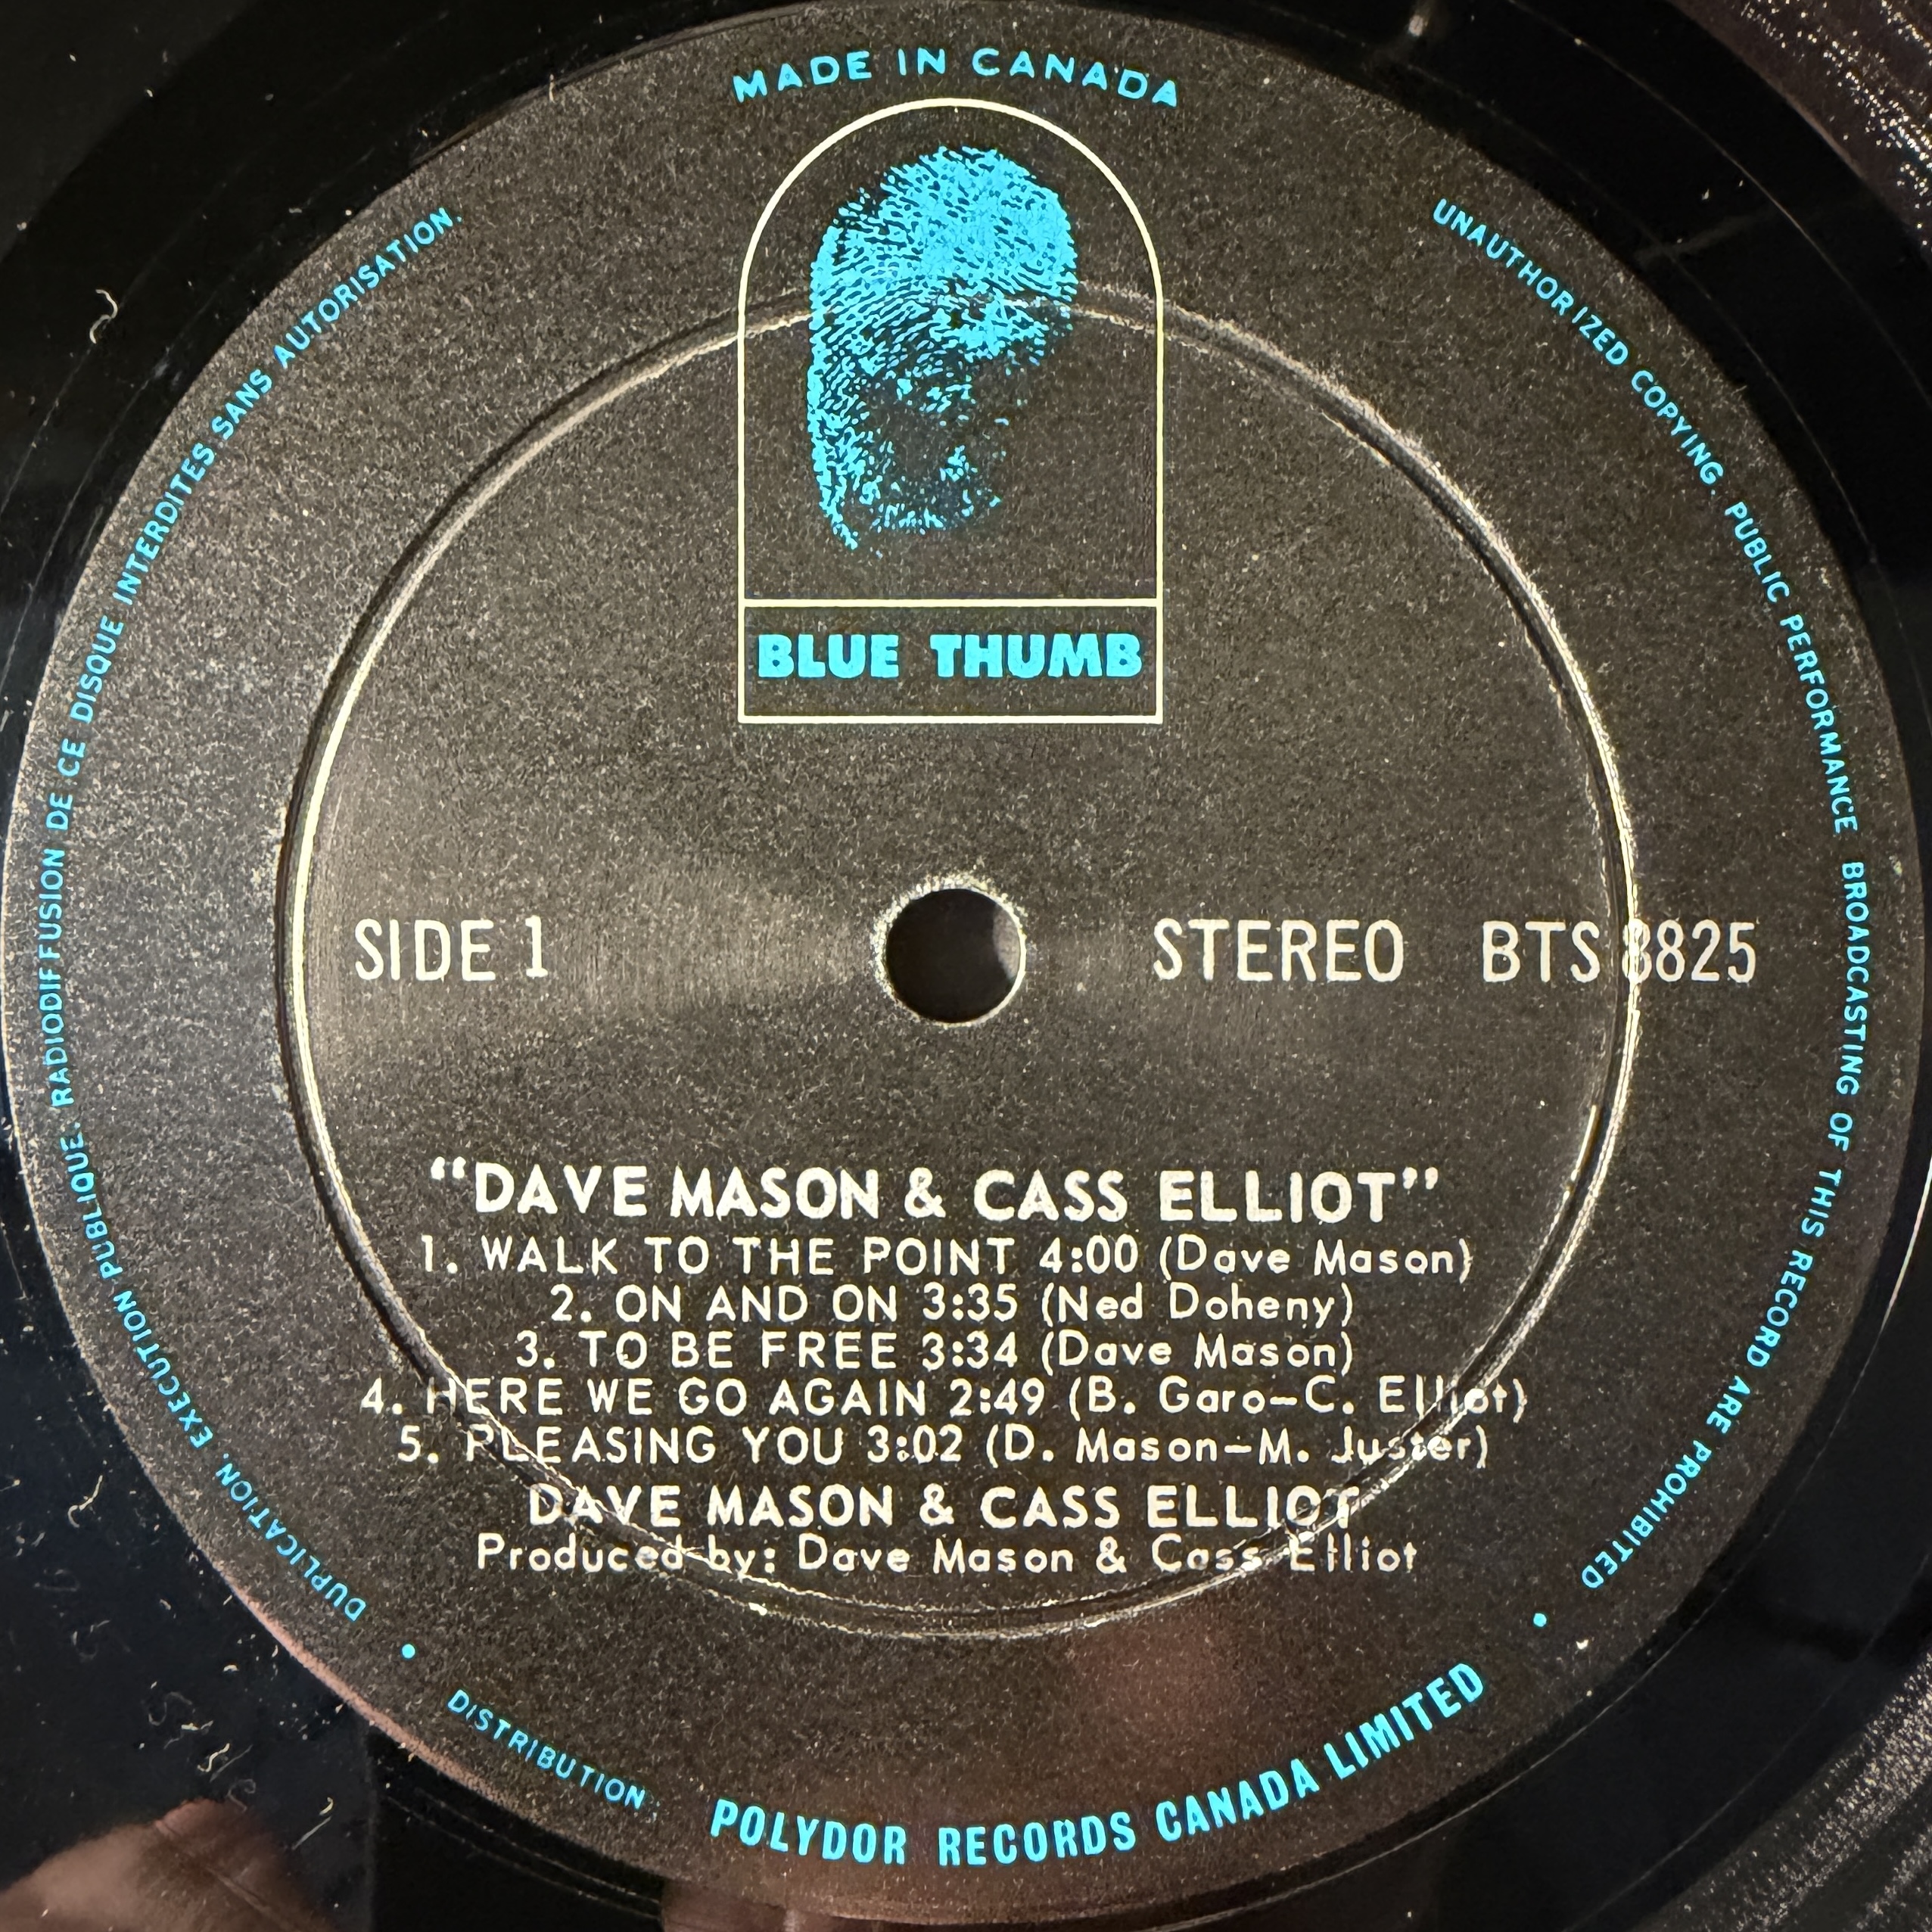 MADE IN CANADA
BLUE THUMB
SIDE 1
STEREO BTS 8825
“DAVE MASON & CASS ELLIOT”
1. WALK TO THE POINT 4:00 (Dave Mason)
2. ON AND ON 3:35 (Ned Doheny)
3. TO BE FREE 3:34 (Dave Mason)
4. HERE WE GO AGAIN 2:49 (B. Garo–C. Elliot)
5. PLEASING YOU 3:02 (D. Mason–M. Juster)
DAVE MASON & CASS ELLIOT
Produced by: Dave Mason & Cass Elliot
UNAUTHORIZED COPYING. PUBLIC PERFORMANCE BROADCASTING OF THIS RECORD ARE PROHIBITED
• DISTRIBUTION: POLYDOR RECORDS CANADA LIMITED •
DUPLICATION. EXECUTION PUBLIQUE. RADIODIFFUSION DE CE DISQUE INTERDITES SANS AUTORISATION.